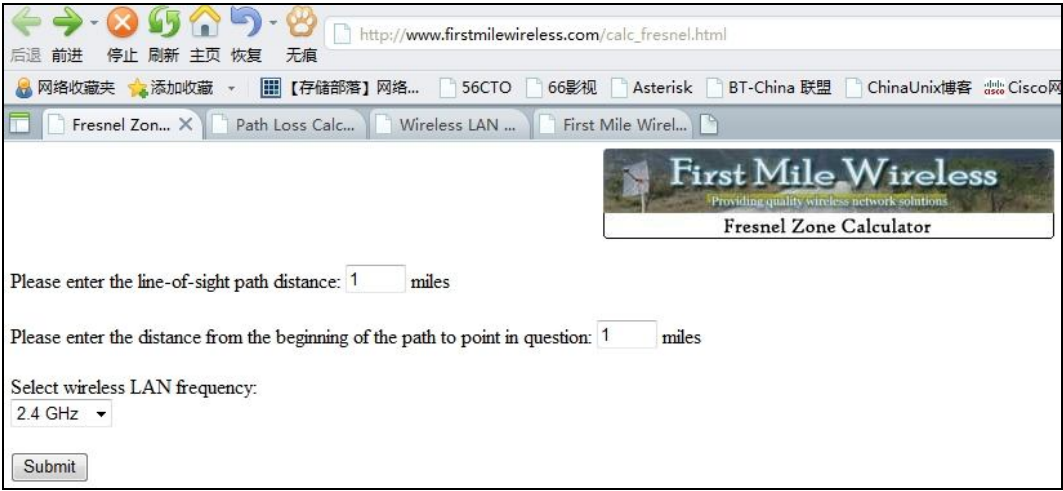 http://www.firstmilewireless.com/calc_fresnel.html
后退 前进 停止 刷新 主页 恢复 无痕
网络收藏夹 添加收藏 【存储部落】网络... 56CTO 66影视 Asterisk BT-China 联盟 ChinaUnix博客 Cisco网
Fresnel Zon... Path Loss Calc... Wireless LAN ... First Mile Wirel...
First Mile Wireless
Providing quality wireless network solutions
Fresnel Zone Calculator
Please enter the line-of-sight path distance: 1 miles
Please enter the distance from the beginning of the path to point in question: 1 miles
Select wireless LAN frequency:
2.4 GHz
Submit